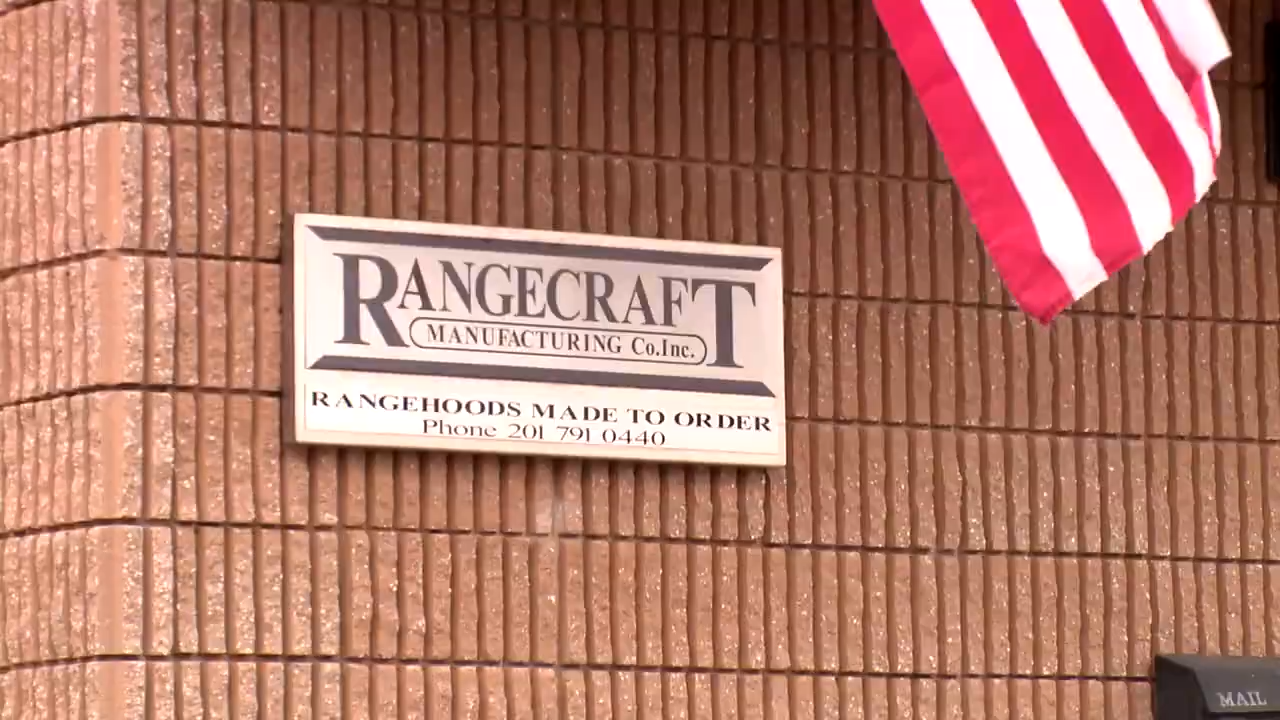 RANGECRAFT
MANUFACTURING Co.Inc.
RANGEHOODS MADE TO ORDER
Phone 201 791 0440
MAIL